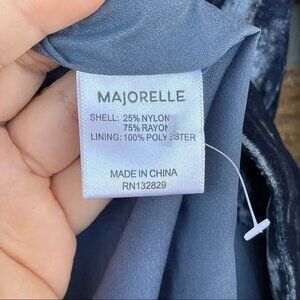 MAJORELLE
SHELL: 25% NYLON
75% RAYON
LINING: 100% POLYESTER
MADE IN CHINA
RN132829